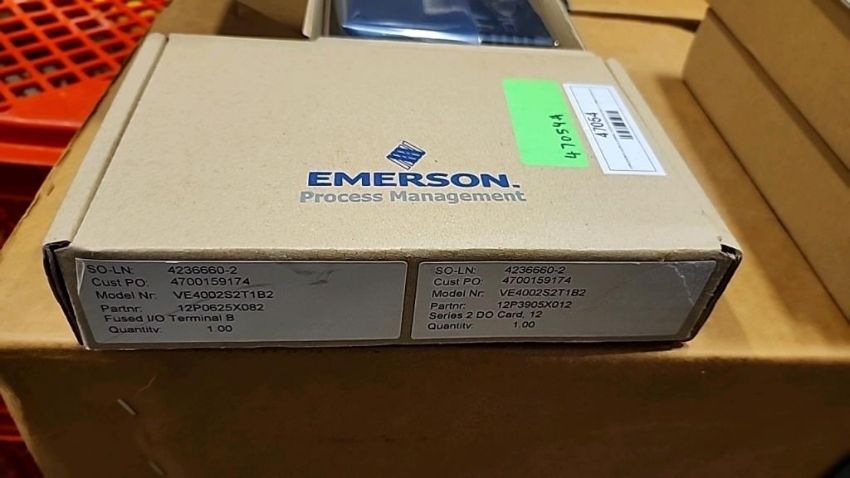 47054A
47054
EMERSON.
Process Management
SO-LN: 4236660-2
Cust PO: 4700159174
Model Nr: VE4002S2T1B2
Partnr: 12P0625X082
Fused I/O Terminal B
Quantity: 1.00
SO-LN: 4236660-2
Cust PO: 4700159174
Model Nr: VE4002S2T1B2
Partnr: 12P3905X012
Series 2 DO Card, 12
Quantity: 1.00